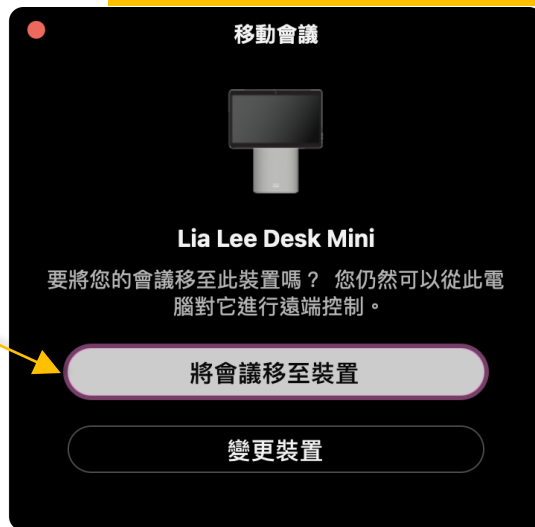 移動會議
Lia Lee Desk Mini
要將您的會議移至此裝置嗎？ 您仍然可以從此電
腦對它進行遠端控制。
將會議移至裝置
變更裝置